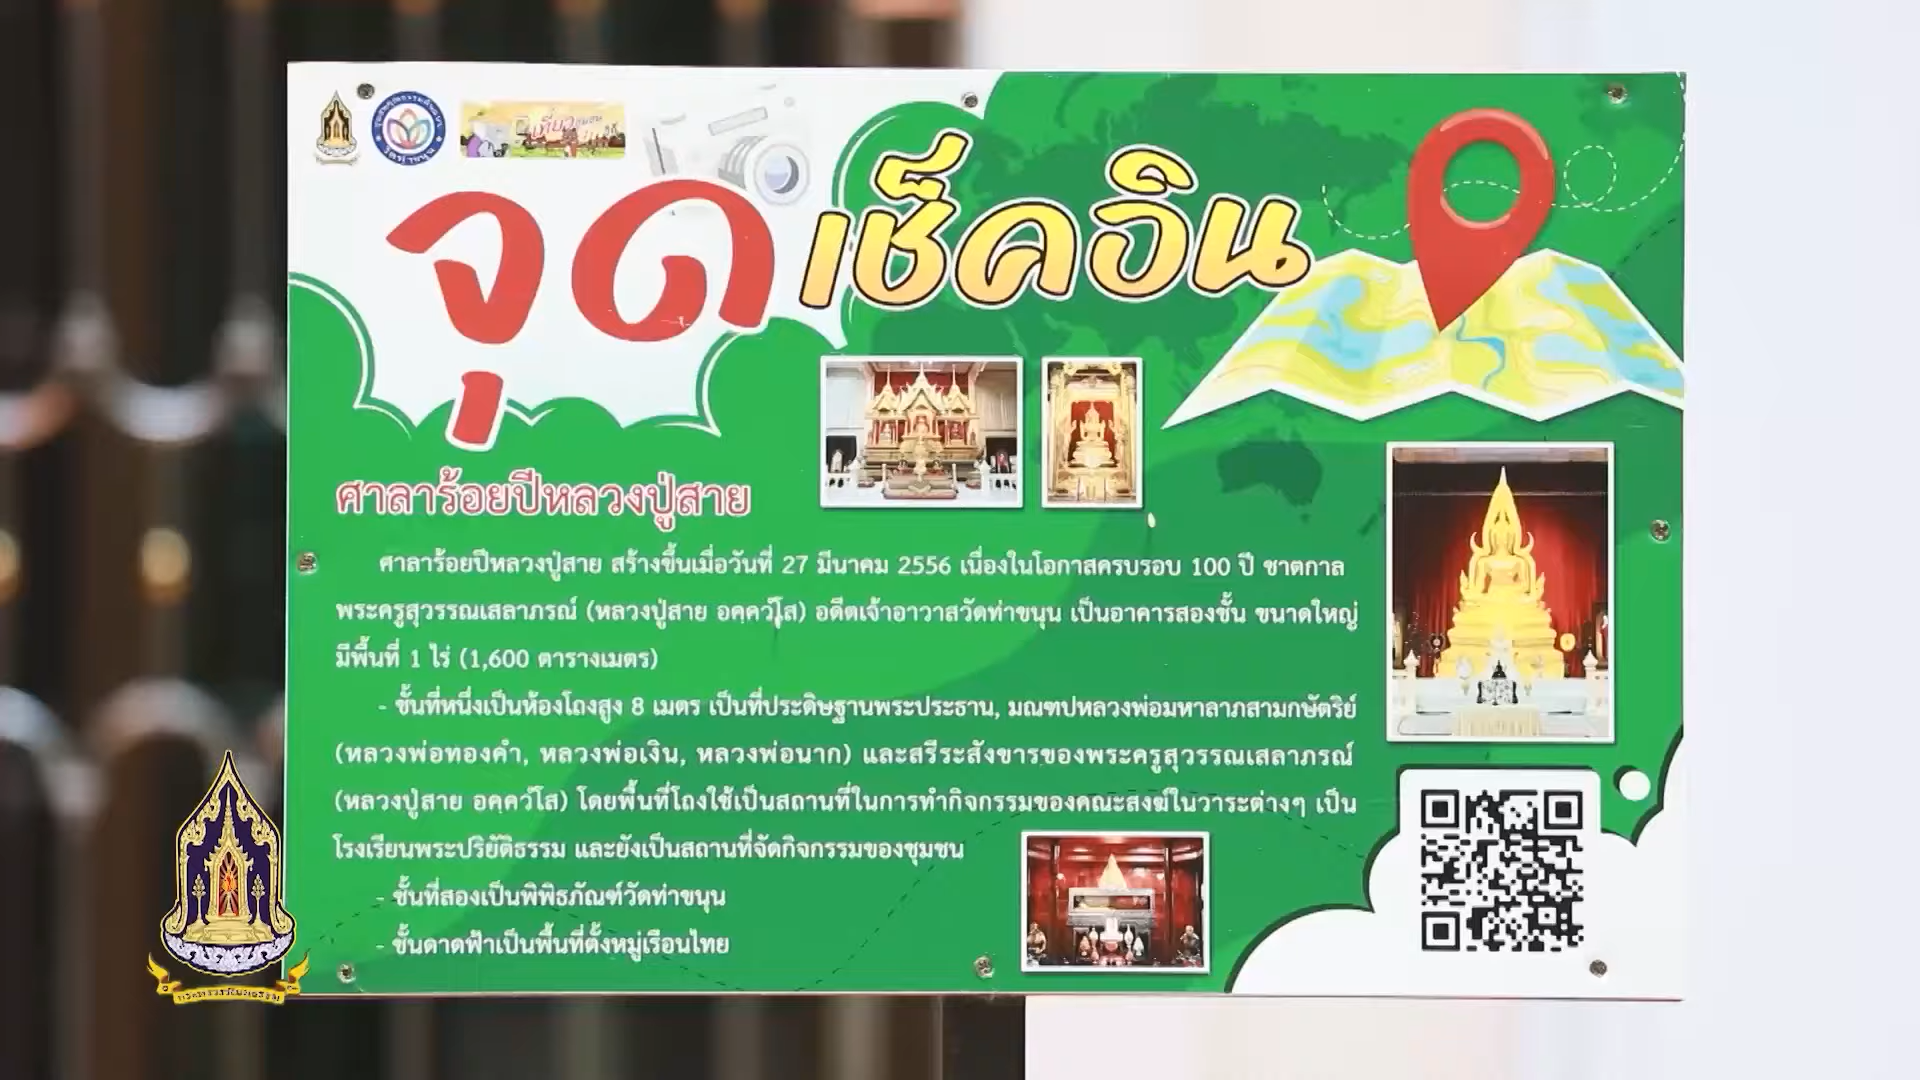 จุดเช็คอิน
ศาลาร้อยปีหลวงปู่สาย
ศาลาร้อยปีหลวงปู่สาย สร้างขึ้นเมื่อวันที่ 27 มีนาคม 2556 เนื่องในโอกาสครบรอบ 100 ปี ชาตกาล
พระครูสุวรรณเสลาภรณ์ (หลวงปู่สาย อคฺควํโส) อดีตเจ้าอาวาสวัดท่าขนุน เป็นอาคารสองชั้น ขนาดใหญ่
มีพื้นที่ 1 ไร่ (1,600 ตารางเมตร)
- ชั้นที่หนึ่งเป็นห้องโถงสูง 8 เมตร เป็นที่ประดิษฐานพระประธาน, มณฑปหลวงพ่อมหาลาภสามกษัตริย์
(หลวงพ่อทองคำ, หลวงพ่อเงิน, หลวงพ่อนาก) และสรีระสังขารของพระครูสุวรรณเสลาภรณ์
(หลวงปู่สาย อคฺควํโส) โดยพื้นที่โถงใช้เป็นสถานที่ในการทำกิจกรรมของคณะสงฆ์ในวาระต่างๆ เป็น
โรงเรียนพระปริยัติธรรม และยังเป็นสถานที่จัดกิจกรรมของชุมชน
- ชั้นที่สองเป็นพิพิธภัณฑ์วัดท่าขนุน
- ชั้นดาดฟ้าเป็นพื้นที่ตั้งหมู่เรือนไทย